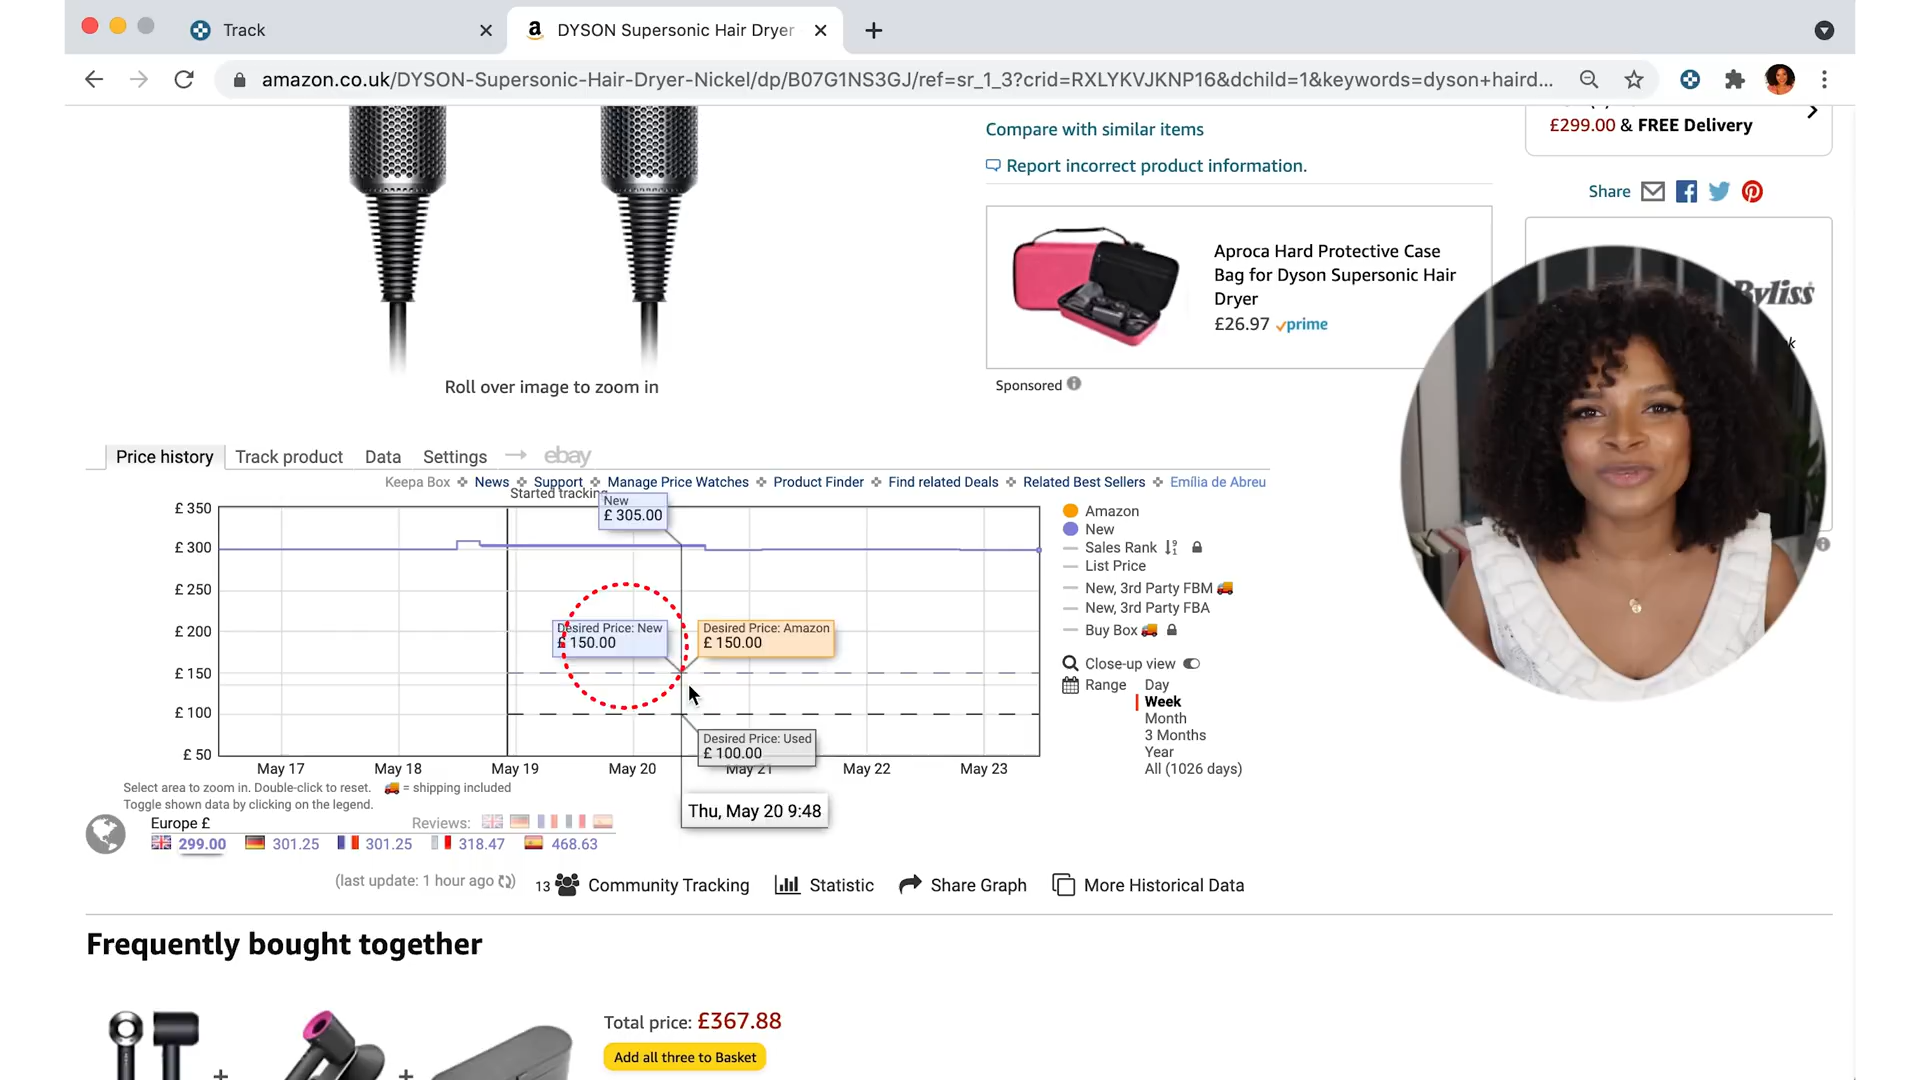 Track
a DYSON Supersonic Hair Dryer
amazon.co.uk/DYSON-Supersonic-Hair-Dryer-Nickel/dp/B07G1NS3GJ/ref=sr_1_3?crid=RXLYKVJKNP16&dchild=1&keywords=dyson+haird...
Compare with similar items
Report incorrect product information.
£299.00 & FREE Delivery
Share
Aproca Hard Protective Case
Bag for Dyson Supersonic Hair
Dryer
£26.97 prime
Sponsored
Roll over image to zoom in
Price history Track product Data Settings ebay
Keepa Box News Support Manage Price Watches Product Finder Find related Deals Related Best Sellers Emília de Abreu
Started tracking
New
£ 305.00
£ 350
£ 300
£ 250
£ 200
£ 150
£ 100
£ 50
Desired Price: New
£ 150.00
Desired Price: Amazon
£ 150.00
Desired Price: Used
£ 100.00
May 17 May 18 May 19 May 20 May 21 May 22 May 23
Thu, May 20 9:48
Amazon
New
Sales Rank
List Price
New, 3rd Party FBM
New, 3rd Party FBA
Buy Box
Close-up view
Range Day
Week
Month
3 Months
Year
All (1026 days)
Select area to zoom in. Double-click to reset. = shipping included
Toggle shown data by clicking on the legend.
Europe £ Reviews:
299.00 301.25 301.25 318.47 468.63
(last update: 1 hour ago)
13 Community Tracking Statistic Share Graph More Historical Data
Frequently bought together
Total price: £367.88
Add all three to Basket
+ +